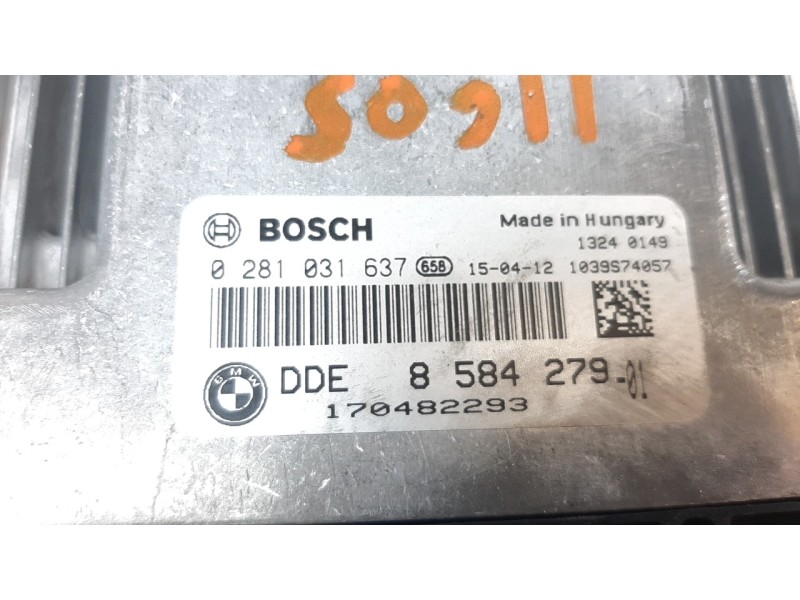 BOSCH
Made in Hungary
1324 0149
0 281 031 637 658 15-04-12 1039S74057
BMW
DDE 8 584 279-01
170482293